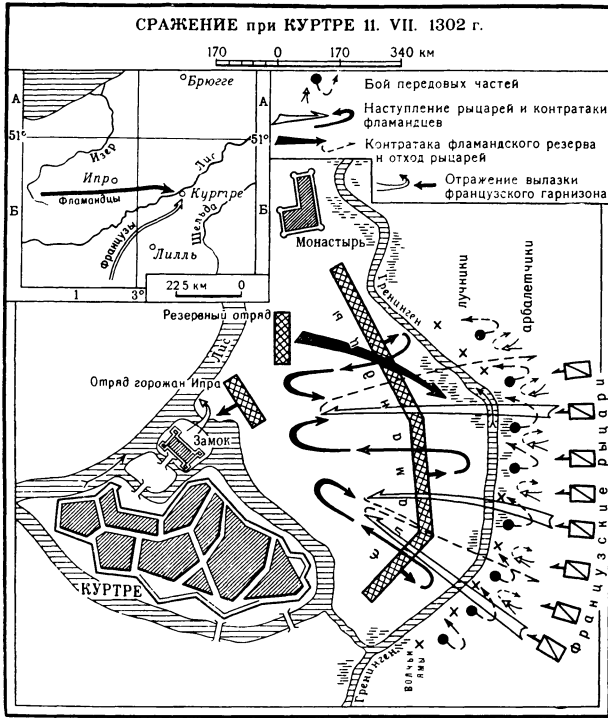 СРАЖЕНИЕ при КУРТРЕ 11. VII. 1302 г.
170 0 170 340 км
Бой передовых частей
Наступление рыцарей и контратаки
фламандцев
Контратака фламандского резерва
и отход рыцарей
Отражение вылазки
французского гарнизона
Брюгге
А
А
51°
51°
Изер
Лис
Ипр
Фламандцы
Куртре
Шельда
Французы
Лилль
Б
Б
225 км 0
1 3°
Монастырь
Гренинген
лучники
арбалетчики
Резервный отряд
Лис
Фламандцы
Отряд горожан Ипра
Замок
КУРТРЕ
Французские рыцари
Волчьи
ямы
Гренинген